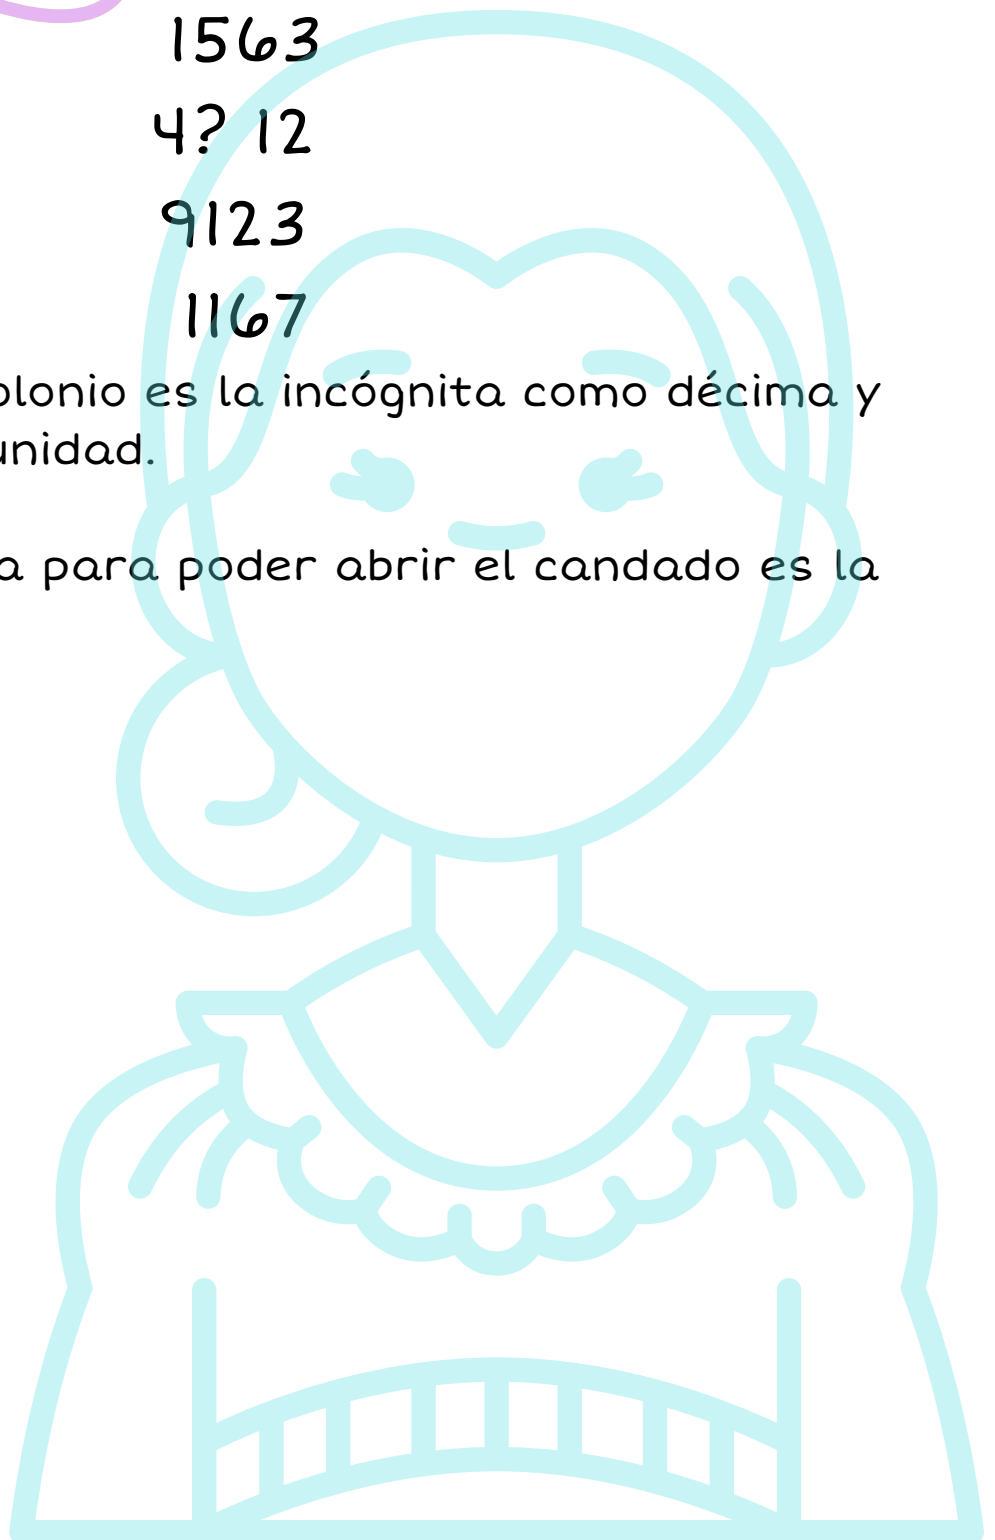 1563
4? 12
9123
1167
olonio es la incógnita como décima y
unidad.
a para poder abrir el candado es la